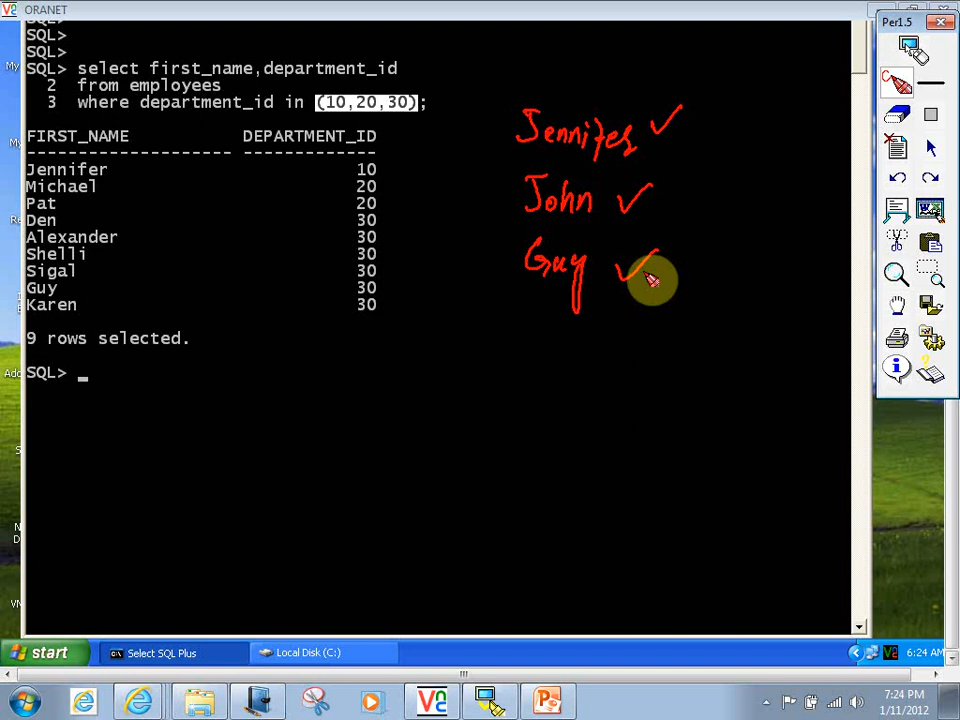 ORANET
SQL>
SQL>
SQL>
SQL> select first_name,department_id
2 from employees
3 where department_id in (10,20,30);
FIRST_NAME DEPARTMENT_ID
-------------------- -------------
Jennifer 10
Michael 20
Pat 20
Den 30
Alexander 30
Shelli 30
Sigal 30
Guy 30
Karen 30
9 rows selected.
SQL> _
Jennifer
John
Guy
Per1.5
My
start
Select SQL Plus
Local Disk (C:)
6:24 AM
7:24 PM
1/11/2012